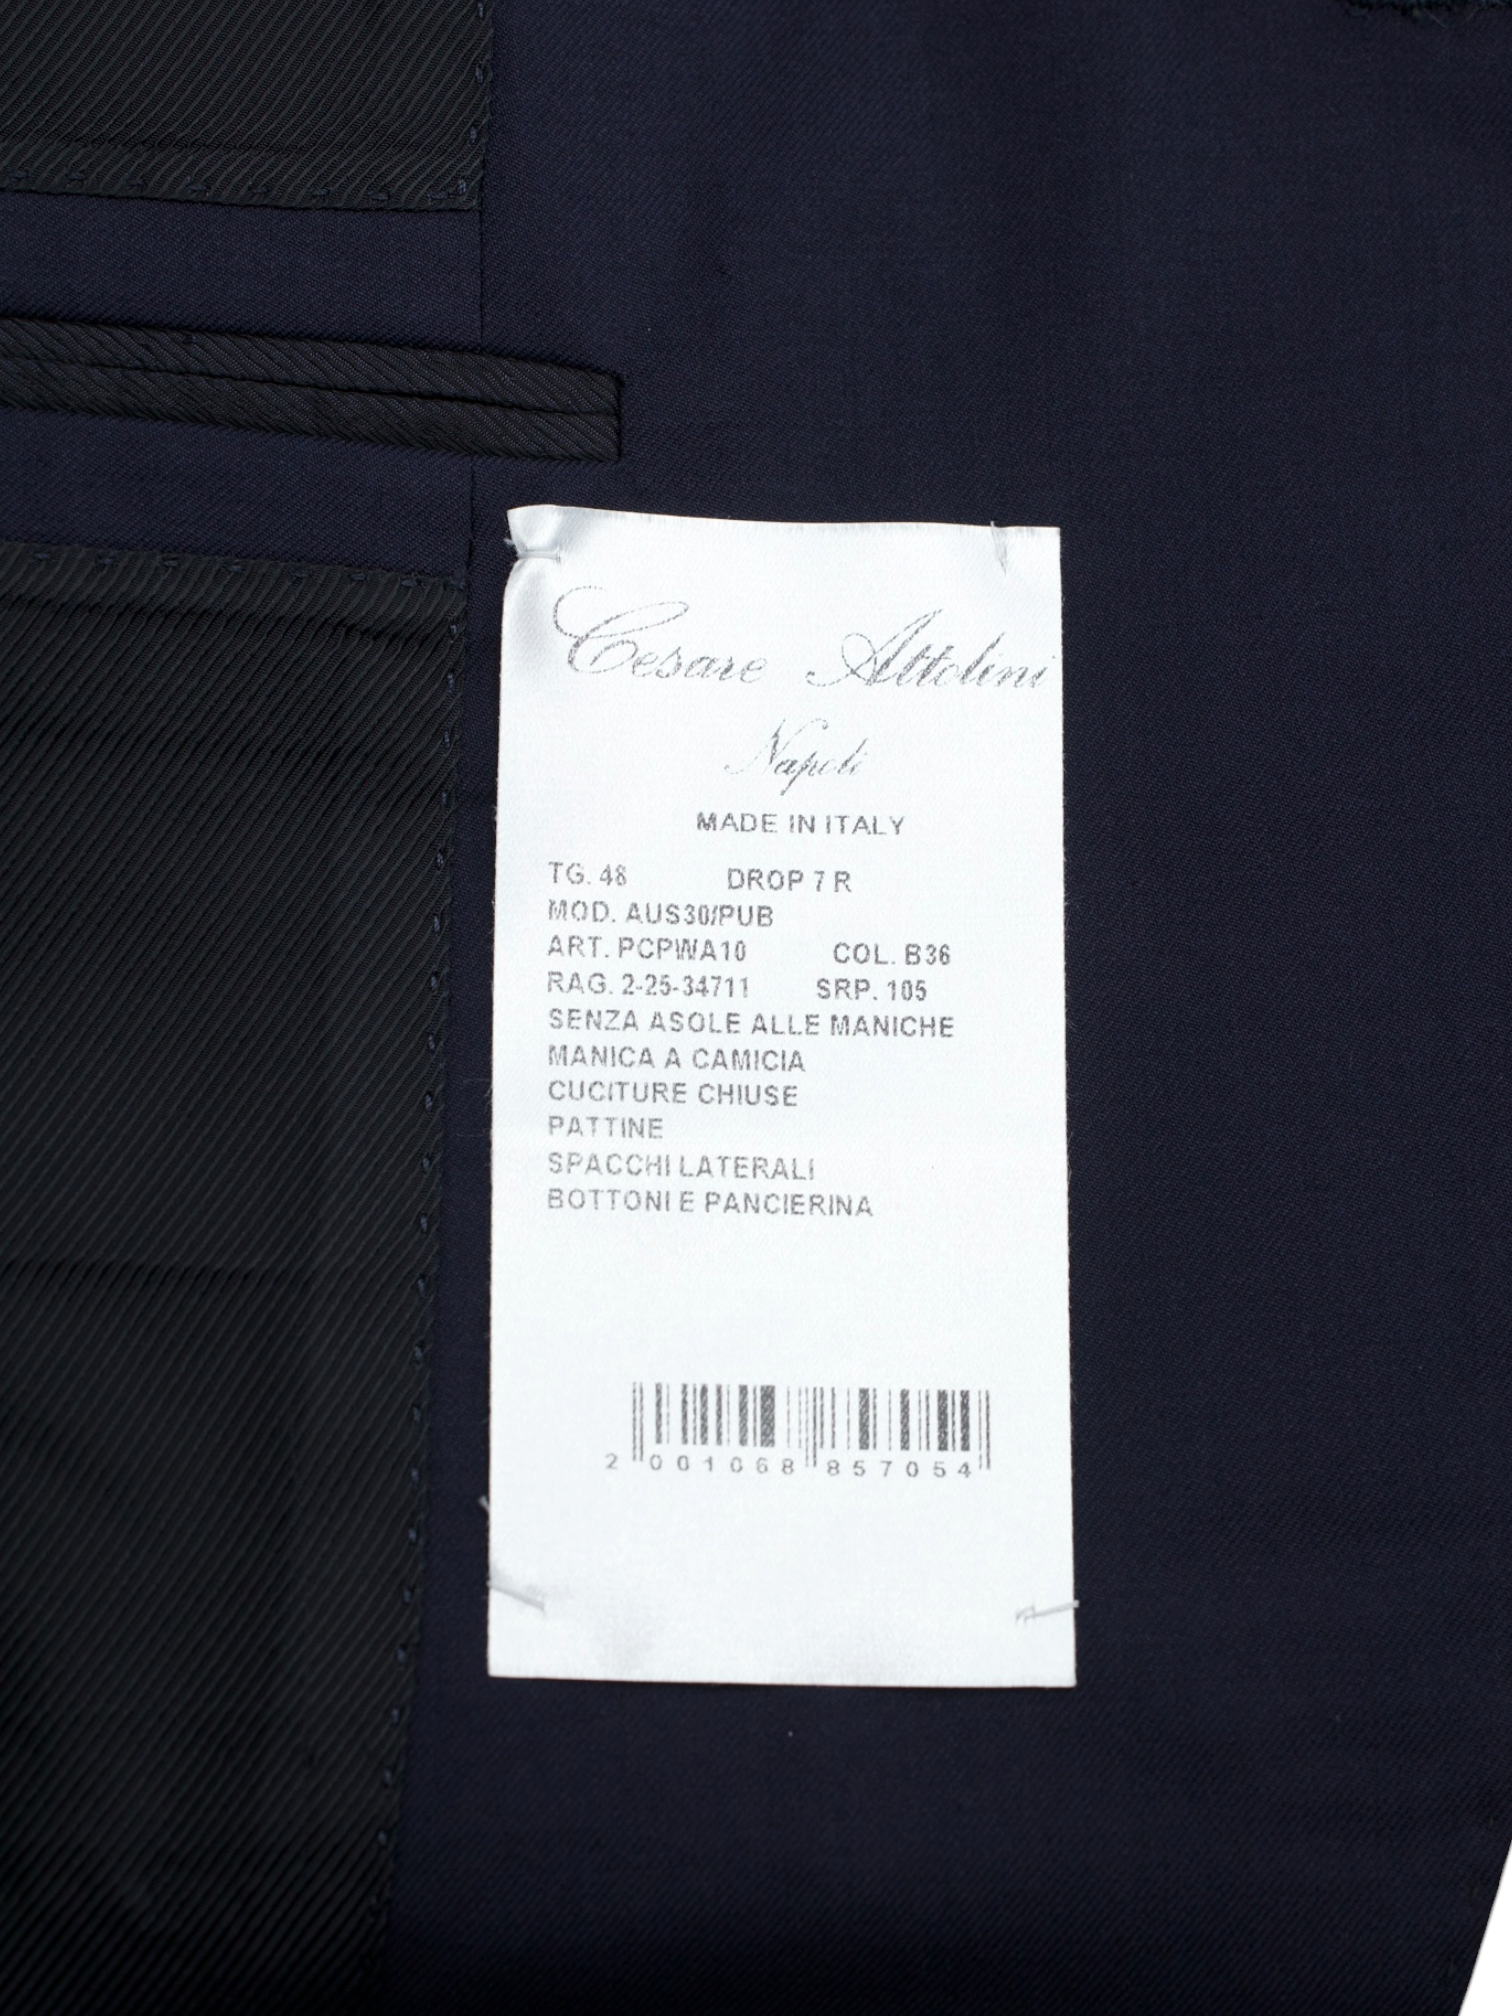 Cesare Attolini
Napoli
MADE IN ITALY
TG. 48 DROP 7 R
MOD. AUS30/PUB
ART. PCPWA10 COL. B36
RAG. 2-25-34711 SRP. 105
SENZA ASOLE ALLE MANICHE
MANICA A CAMICIA
CUCITURE CHIUSE
PATTINE
SPACCHI LATERALI
BOTTONI E PANCIERINA
2 001068 857054